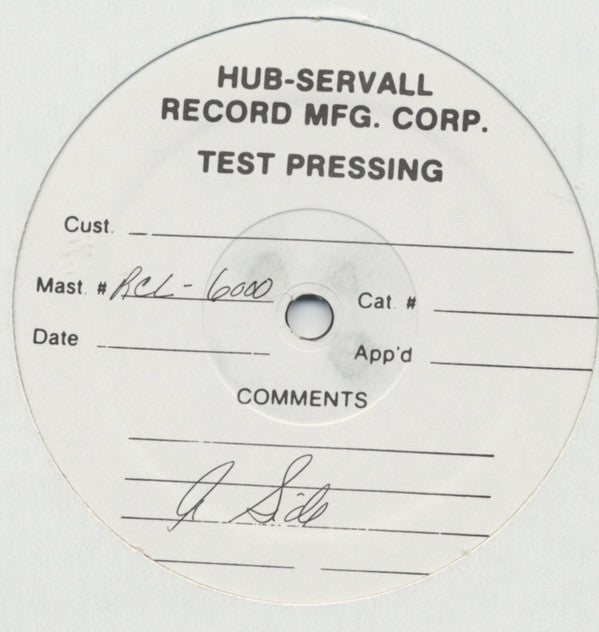 HUB-SERVALL
RECORD MFG. CORP.
TEST PRESSING
Cust.
Mast. # RCL - 6000 Cat. #
Date App'd
COMMENTS
A Side